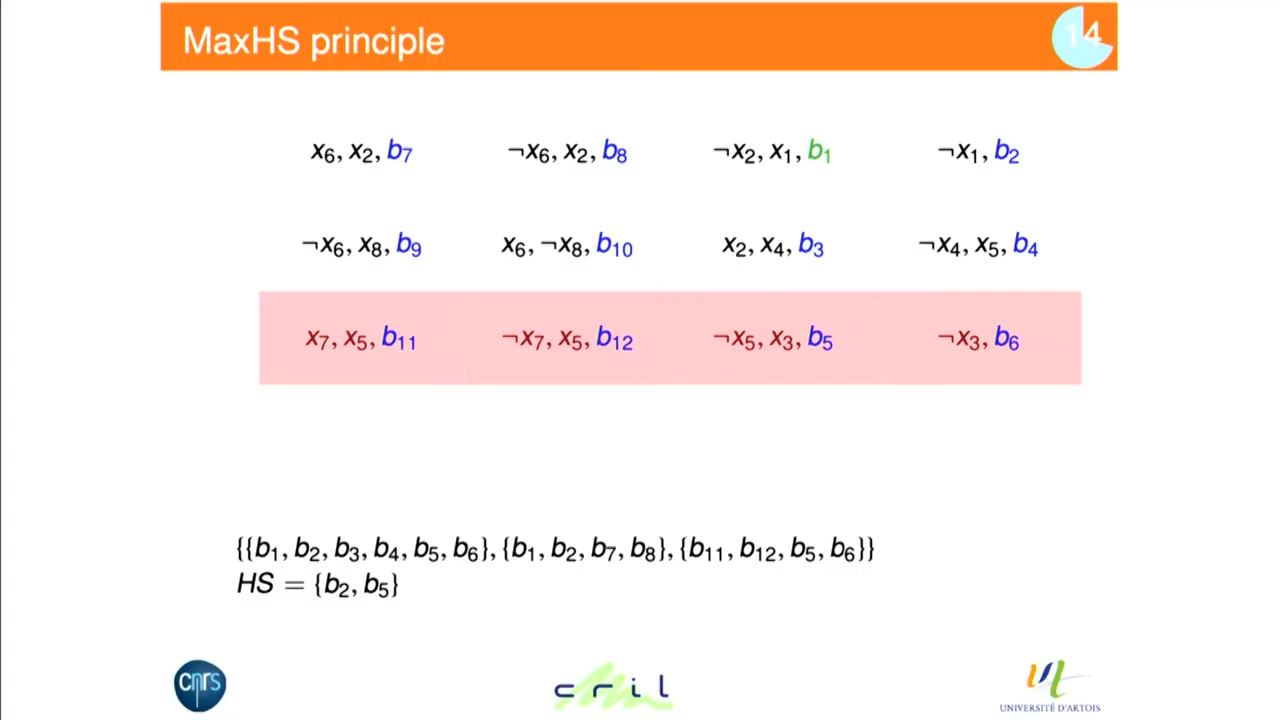 MaxHS principle
14
x₆, x₂, b₇ ¬x₆, x₂, b₈ ¬x₂, x₁, b₁ ¬x₁, b₂
¬x₆, x₈, b₉ x₆, ¬x₈, b₁₀ x₂, x₄, b₃ ¬x₄, x₅, b₄
x₇, x₅, b₁₁ ¬x₇, x₅, b₁₂ ¬x₅, x₃, b₅ ¬x₃, b₆
{{b₁, b₂, b₃, b₄, b₅, b₆}, {b₁, b₂, b₇, b₈}, {b₁₁, b₁₂, b₅, b₆}}
HS = {b₂, b₅}
cnrs
cril
UNIVERSITÉ D'ARTOIS